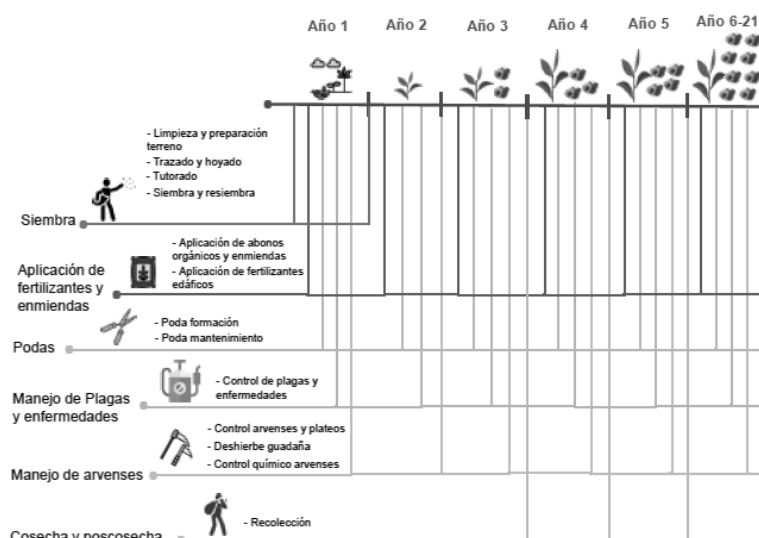 Año 1
Año 2
Año 3
Año 4
Año 5
Año 6-21
- Limpieza y preparación
terreno
- Trazado y hoyado
- Tutorado
- Siembra y resiembra
Siembra
- Aplicación de abonos
orgánicos y enmiendas
- Aplicación de fertilizantes
edáficos
Aplicación de
fertilizantes y
enmiendas
- Poda formación
- Poda mantenimiento
Podas
- Control de plagas y
enfermedades
Manejo de Plagas
y enfermedades
- Control arvenses y plateos
- Deshierbe guadaña
- Control químico arvenses
Manejo de arvenses
- Recolección
Cosecha y poscosecha